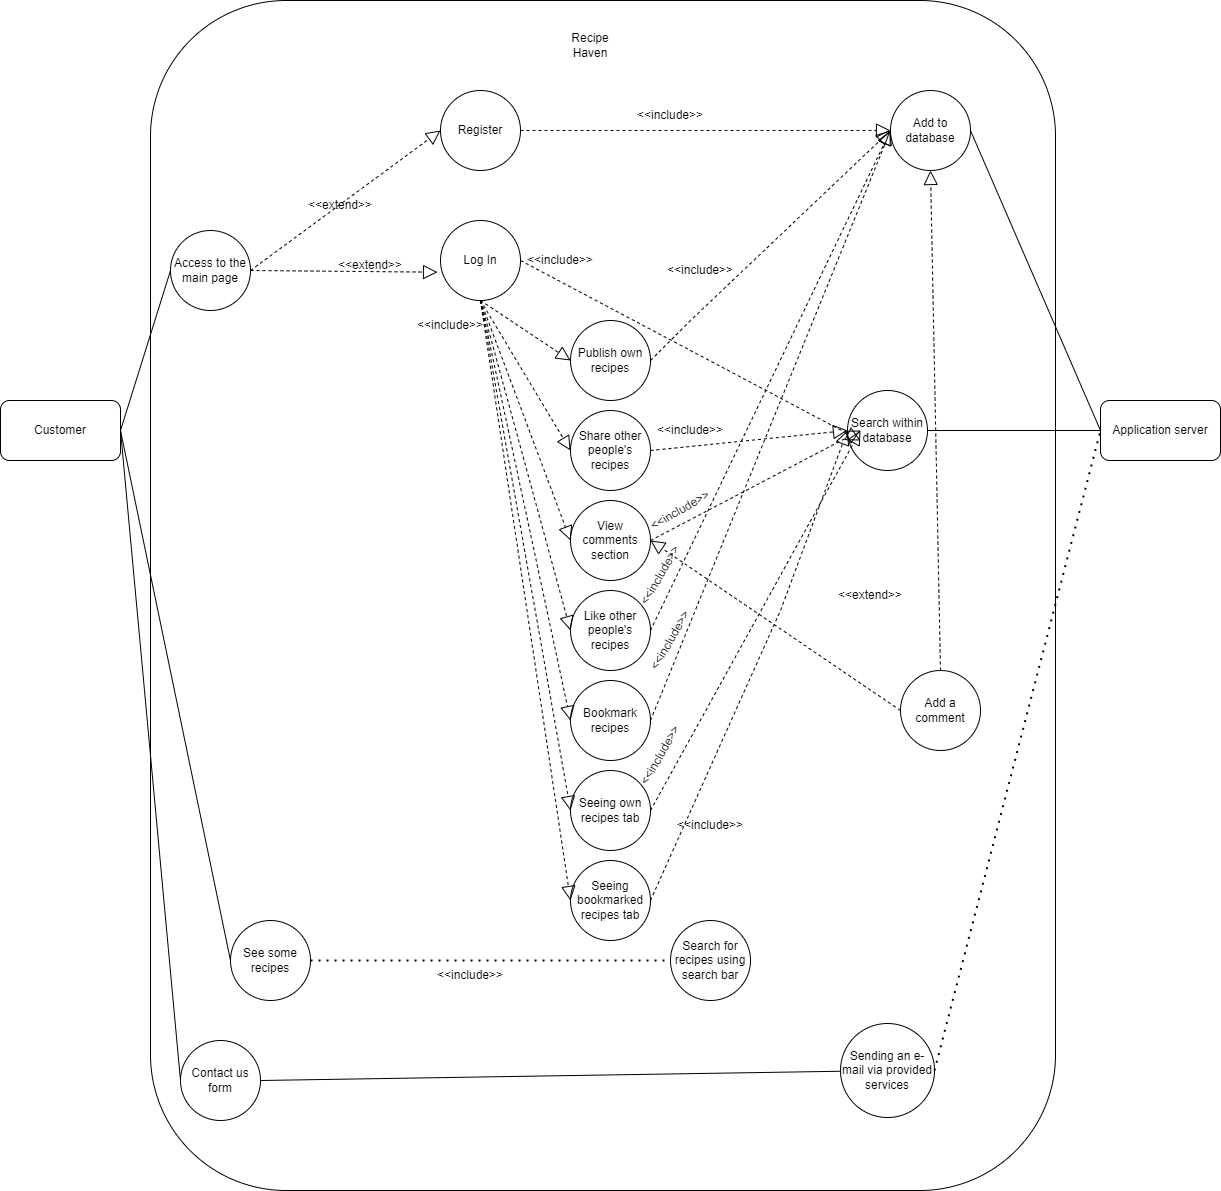 Recipe
Haven
Register
<<include>>
Add to
database
<<extend>>
Access to the
main page
<<extend>>
Log In
<<include>>
<<include>>
<<include>>
Publish own
recipes
Customer
Share other
people's
recipes
<<include>>
Search within
database
Application server
View
comments
section
<<include>>
<<include>>
Like other
people's
recipes
<<extend>>
<<include>>
Bookmark
recipes
Add a
comment
<<include>>
Seeing own
recipes tab
<<include>>
Seeing
bookmarked
recipes tab
See some
recipes
<<include>>
Search for
recipes using
search bar
Contact us
form
Sending an e-
mail via provided
services